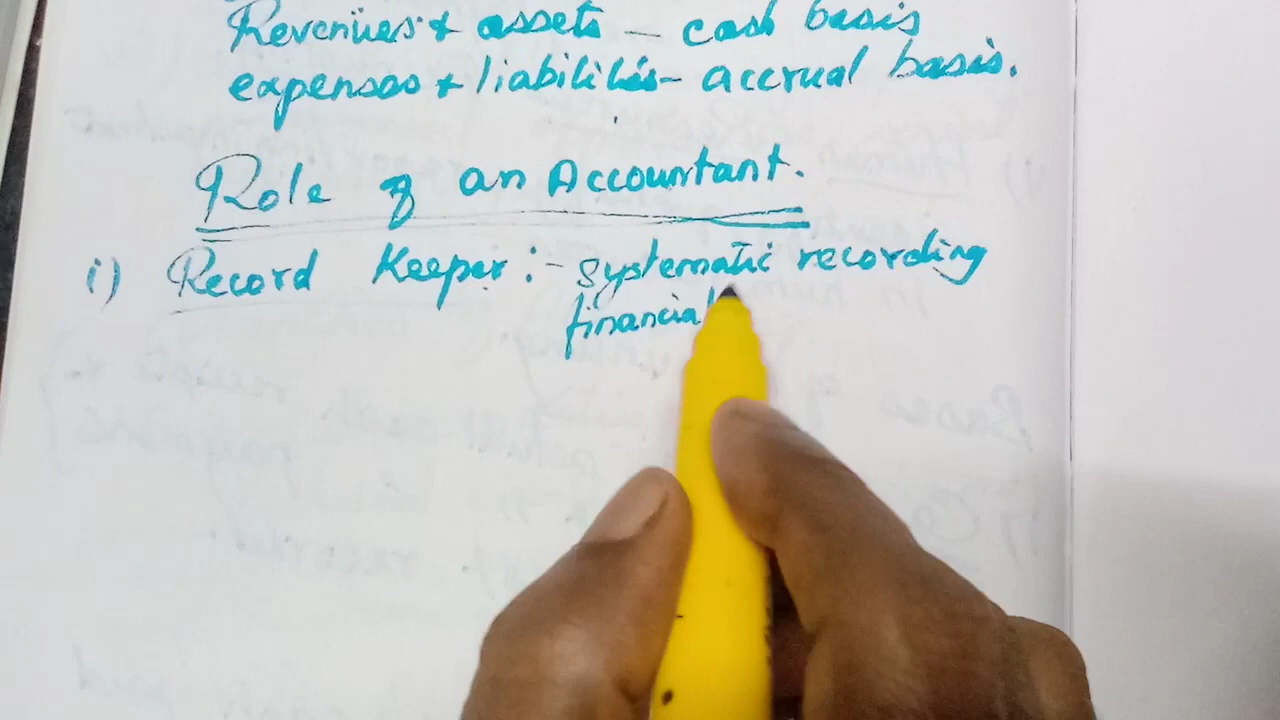 Revenues & assets – cash basis
expenses & liabilities – accrual basis.
Role of an Accountant.
i) Record Keeper :- systematic recording
financial